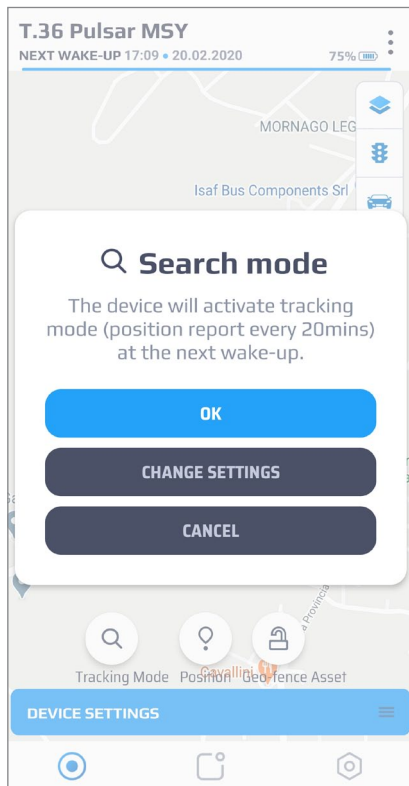 T.36 Pulsar MSY
NEXT WAKE-UP 17:09 • 20.02.2020 75%
MORNAGO LEG
Isaf Bus Components Srl
Search mode
The device will activate tracking
mode (position report every 20mins)
at the next wake-up.
OK
CHANGE SETTINGS
CANCEL
a Provincia
Cavallini
Tracking Mode Position Geo-fence Asset
DEVICE SETTINGS